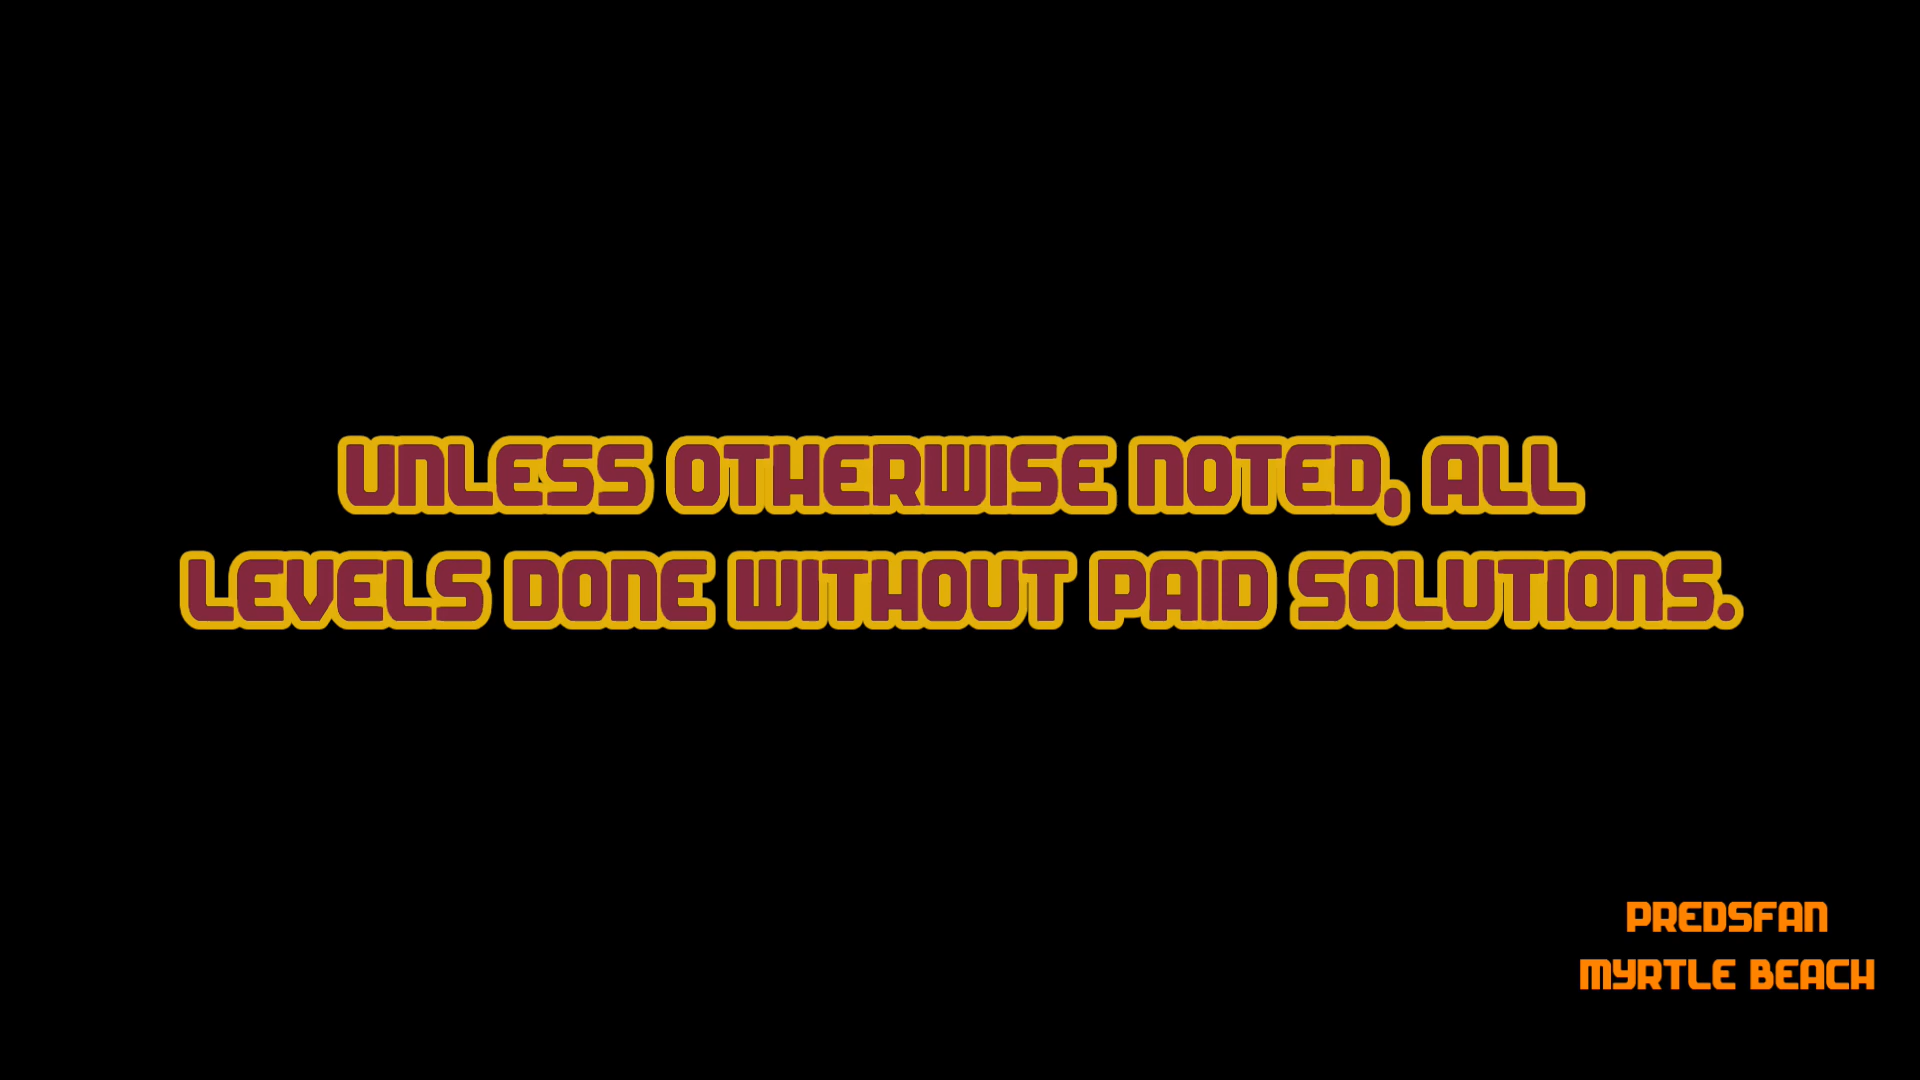 UNLESS OTHERWISE NOTED, ALL
LEVELS DONE WITHOUT PAID SOLUTIONS.
PREDSFAN
MYRTLE BEACH